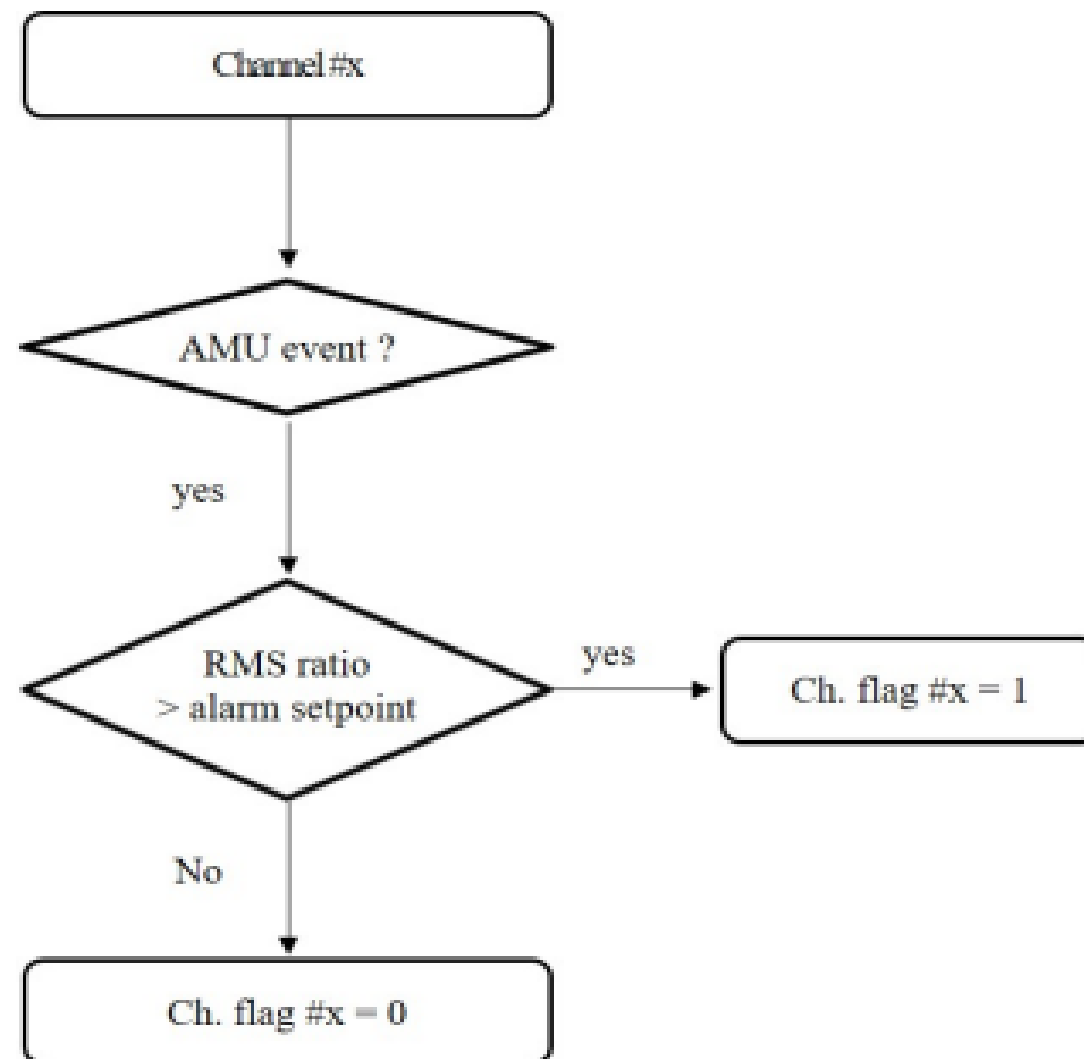 Channel #x
AMU event ?
yes
RMS ratio
> alarm setpoint
yes
Ch. flag #x = 1
No
Ch. flag #x = 0